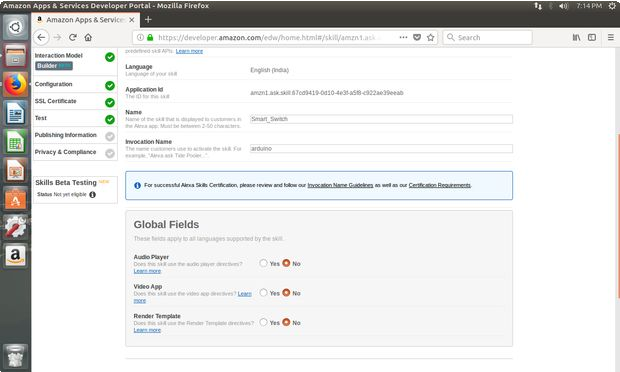 Amazon Apps & Services Developer Portal - Mozilla Firefox
7:14 PM
Amazon Apps & Services
https://developer.amazon.com/edw/home.html#/skill/amzn1.ask
Search
predefined skill APIs. Learn more
Interaction Model
Builder
Configuration
SSL Certificate
Test
Publishing Information
Privacy & Compliance
Skills Beta Testing NEW
Status Not yet eligible
Language
Language of your skill
English (India)
Application Id
The ID for this skill
amzn1.ask.skill.67cd9419-0d10-4e3f-a5f8-c922ae39eeab
Name
Name of the skill that is displayed to customers in
the Alexa app. Must be between 2-50 characters.
Smart_Switch
Invocation Name
The name customers use to activate the skill. For
example, "Alexa ask Tide Pooler...".
arduino
For successful Alexa Skills Certification, please review and follow our Invocation Name Guidelines as well as our Certification Requirements.
Global Fields
These fields apply to all languages supported by the skill.
Audio Player
Does this skill use the audio player directives?
Learn more
Yes No
Video App
Does this skill use the video app directives? Learn
more
Yes No
Render Template
Does this skill use the Render Template directives?
Learn more
Yes No